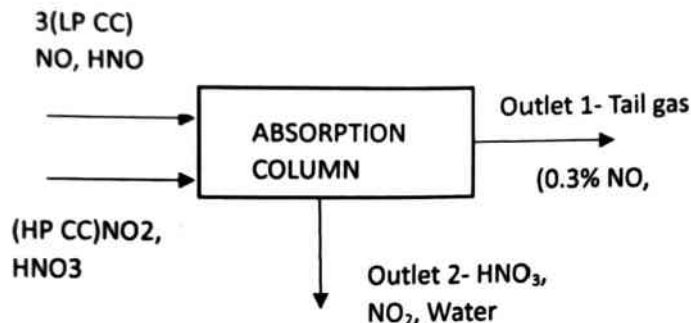 3(LP CC)
NO, HNO
ABSORPTION
COLUMN
Outlet 1- Tail gas
(0.3% NO,
(HP CC)NO2,
HNO3
Outlet 2- HNO₃,
NO₂, Water